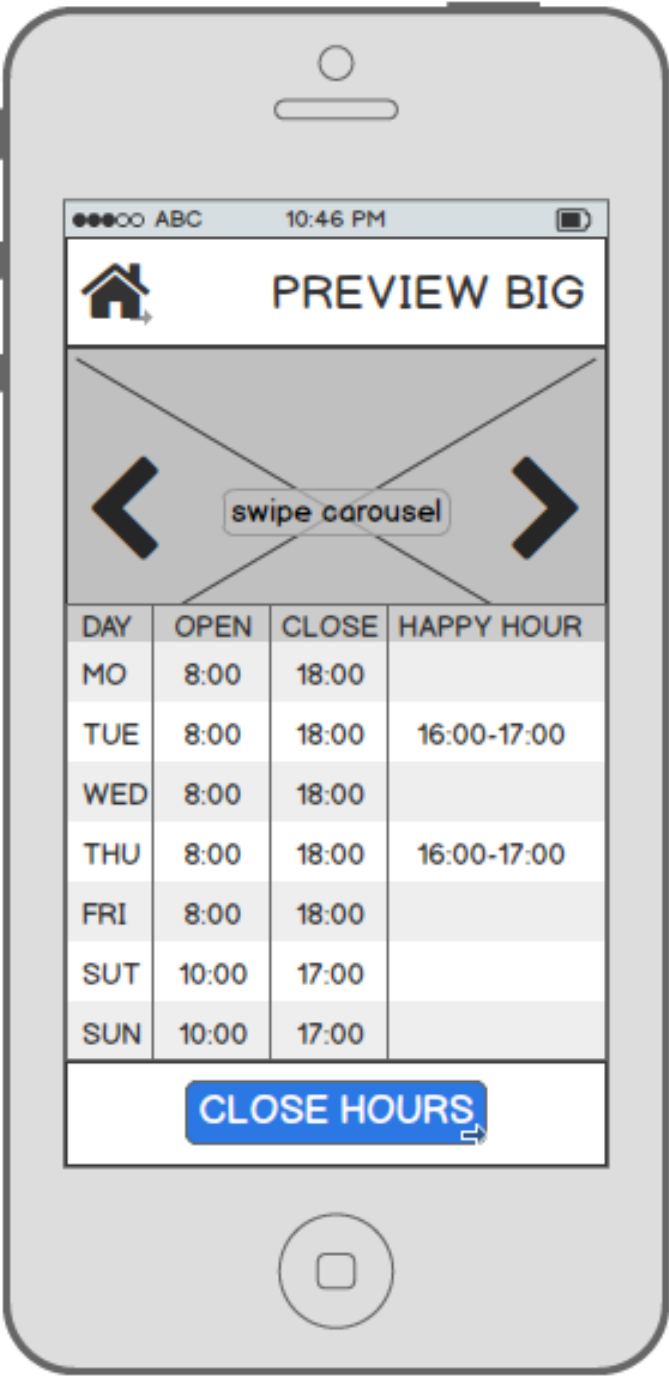 ABC 10:46 PM
PREVIEW BIG
swipe carousel
DAY OPEN CLOSE HAPPY HOUR
MO 8:00 18:00
TUE 8:00 18:00 16:00-17:00
WED 8:00 18:00
THU 8:00 18:00 16:00-17:00
FRI 8:00 18:00
SUT 10:00 17:00
SUN 10:00 17:00
CLOSE HOURS